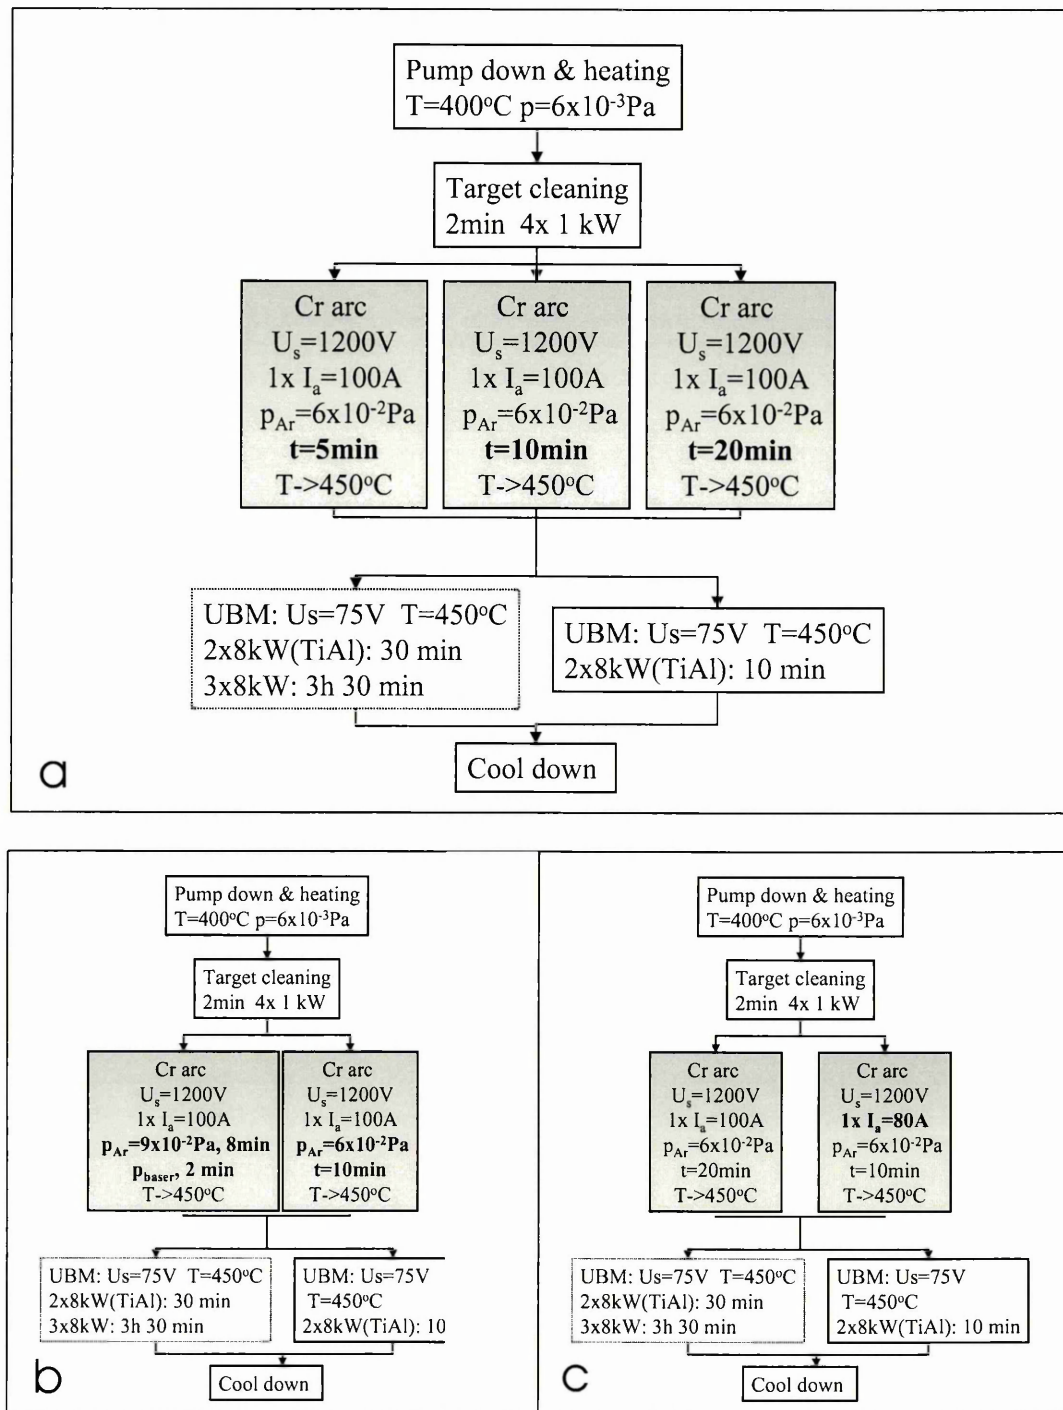 Pump down & heating
T=400°C p=6x10⁻³Pa
Target cleaning
2min 4x 1 kW
Cr arc
Uₛ=1200V
1x Iₐ=100A
p_Ar=6x10⁻²Pa
t=5min
T->450°C
Cr arc
Uₛ=1200V
1x Iₐ=100A
p_Ar=6x10⁻²Pa
t=10min
T->450°C
Cr arc
Uₛ=1200V
1x Iₐ=100A
p_Ar=6x10⁻²Pa
t=20min
T->450°C
UBM: Us=75V T=450°C
2x8kW(TiAl): 30 min
3x8kW: 3h 30 min
UBM: Us=75V T=450°C
2x8kW(TiAl): 10 min
Cool down
a
Pump down & heating
T=400°C p=6x10⁻³Pa
Target cleaning
2min 4x 1 kW
Cr arc
Uₛ=1200V
1x Iₐ=100A
p_Ar=9x10⁻²Pa, 8min
p_baser, 2 min
T->450°C
Cr arc
Uₛ=1200V
1x Iₐ=100A
p_Ar=6x10⁻²Pa
t=10min
T->450°C
UBM: Us=75V T=450°C
2x8kW(TiAl): 30 min
3x8kW: 3h 30 min
UBM: Us=75V
T=450°C
2x8kW(TiAl): 10
Cool down
b
Pump down & heating
T=400°C p=6x10⁻³Pa
Target cleaning
2min 4x 1 kW
Cr arc
Uₛ=1200V
1x Iₐ=100A
p_Ar=6x10⁻²Pa
t=20min
T->450°C
Cr arc
Uₛ=1200V
1x Iₐ=80A
p_Ar=6x10⁻²Pa
t=10min
T->450°C
UBM: Us=75V T=450°C
2x8kW(TiAl): 30 min
3x8kW: 3h 30 min
UBM: Us=75V
T=450°C
2x8kW(TiAl): 10 min
Cool down
c